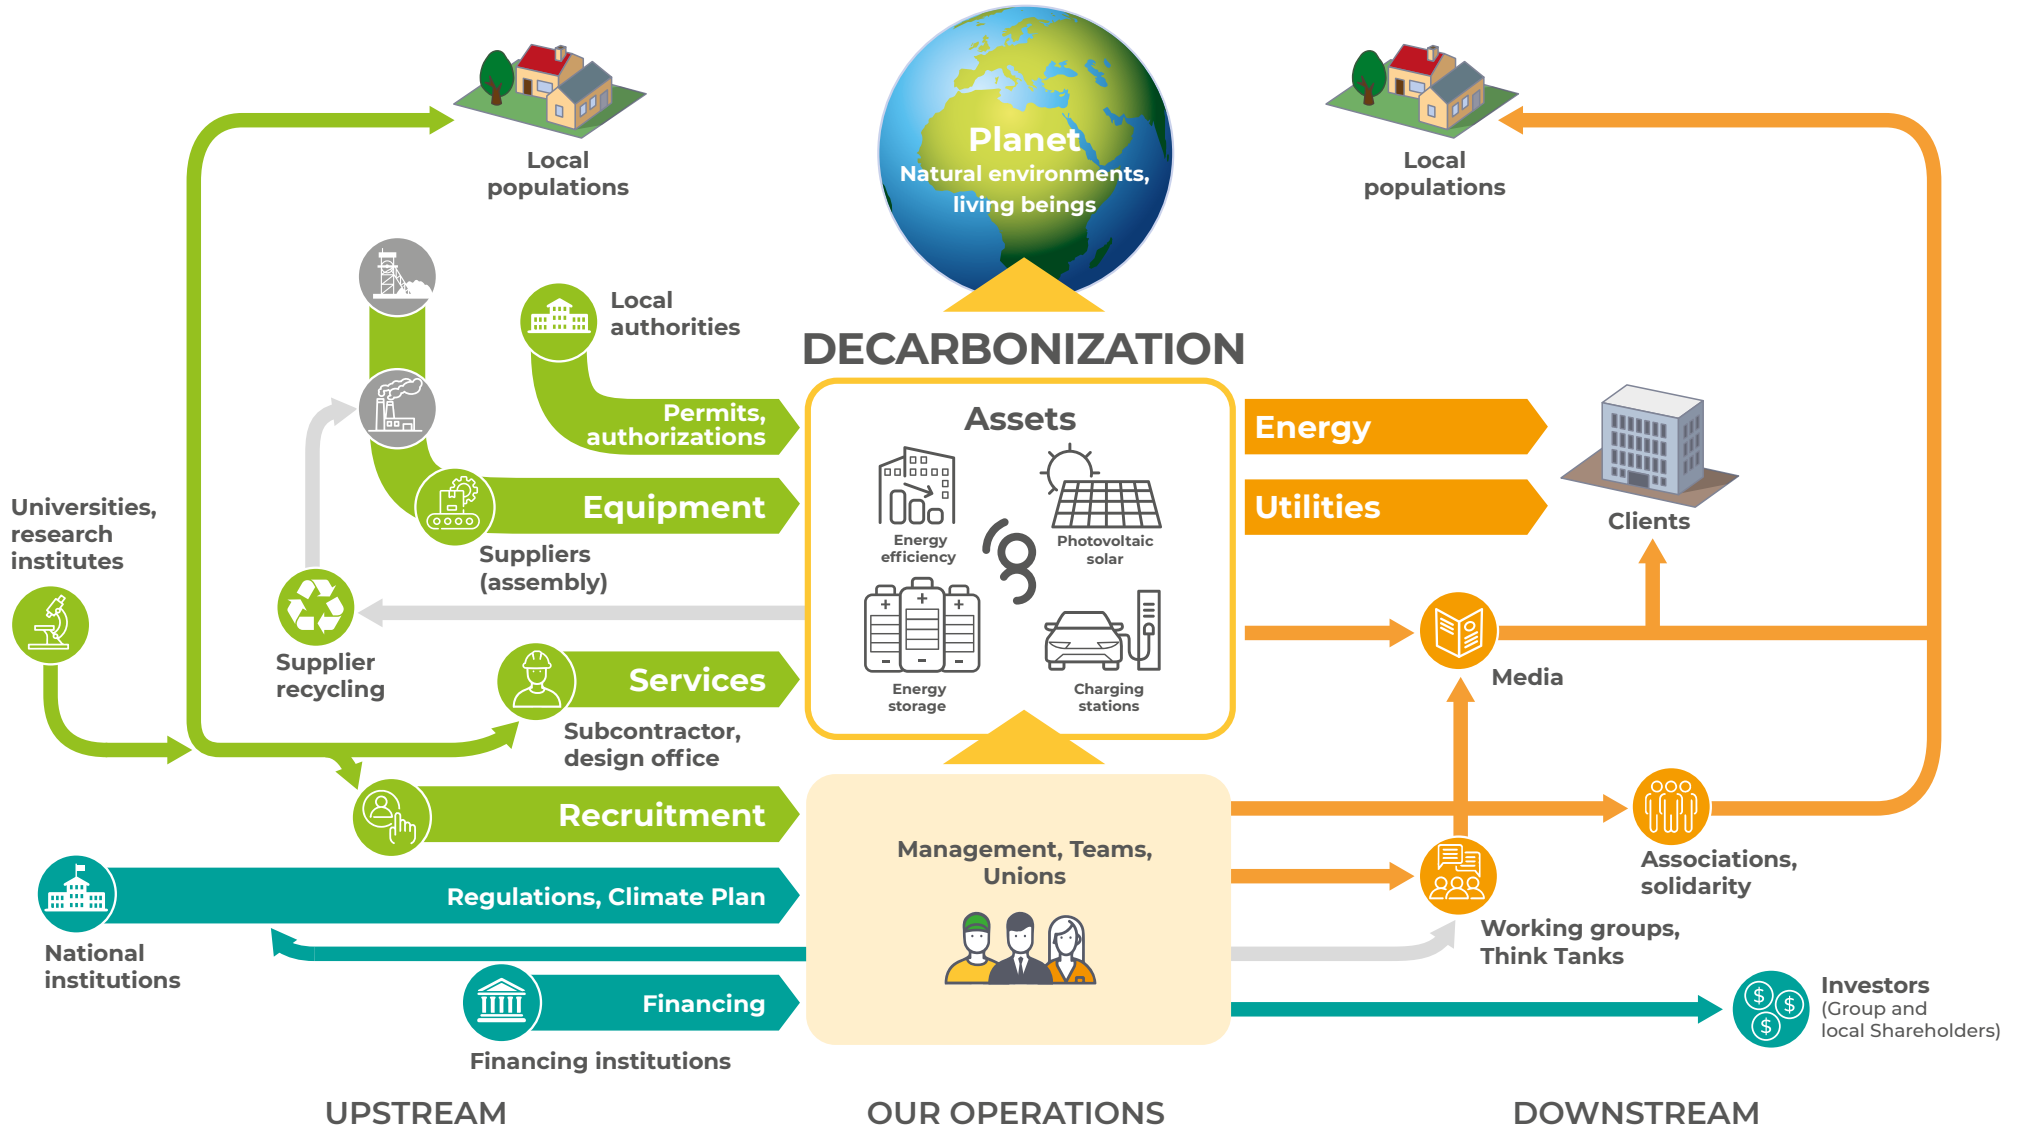 Local
populations
Planet
Natural environments,
living beings
Local
populations
Local
authorities
DECARBONIZATION
Permits,
authorizations
Assets
Energy
Equipment
Utilities
Clients
Universities,
research
institutes
Suppliers
(assembly)
Energy
efficiency
Photovoltaic
solar
Supplier
recycling
Services
Media
Energy
storage
Charging
stations
Subcontractor,
design office
Recruitment
Management, Teams,
Unions
Associations,
solidarity
Regulations, Climate Plan
National
institutions
Working groups,
Think Tanks
Financing
Investors
(Group and
local Shareholders)
$
$
$
Financing institutions
UPSTREAM
OUR OPERATIONS
DOWNSTREAM